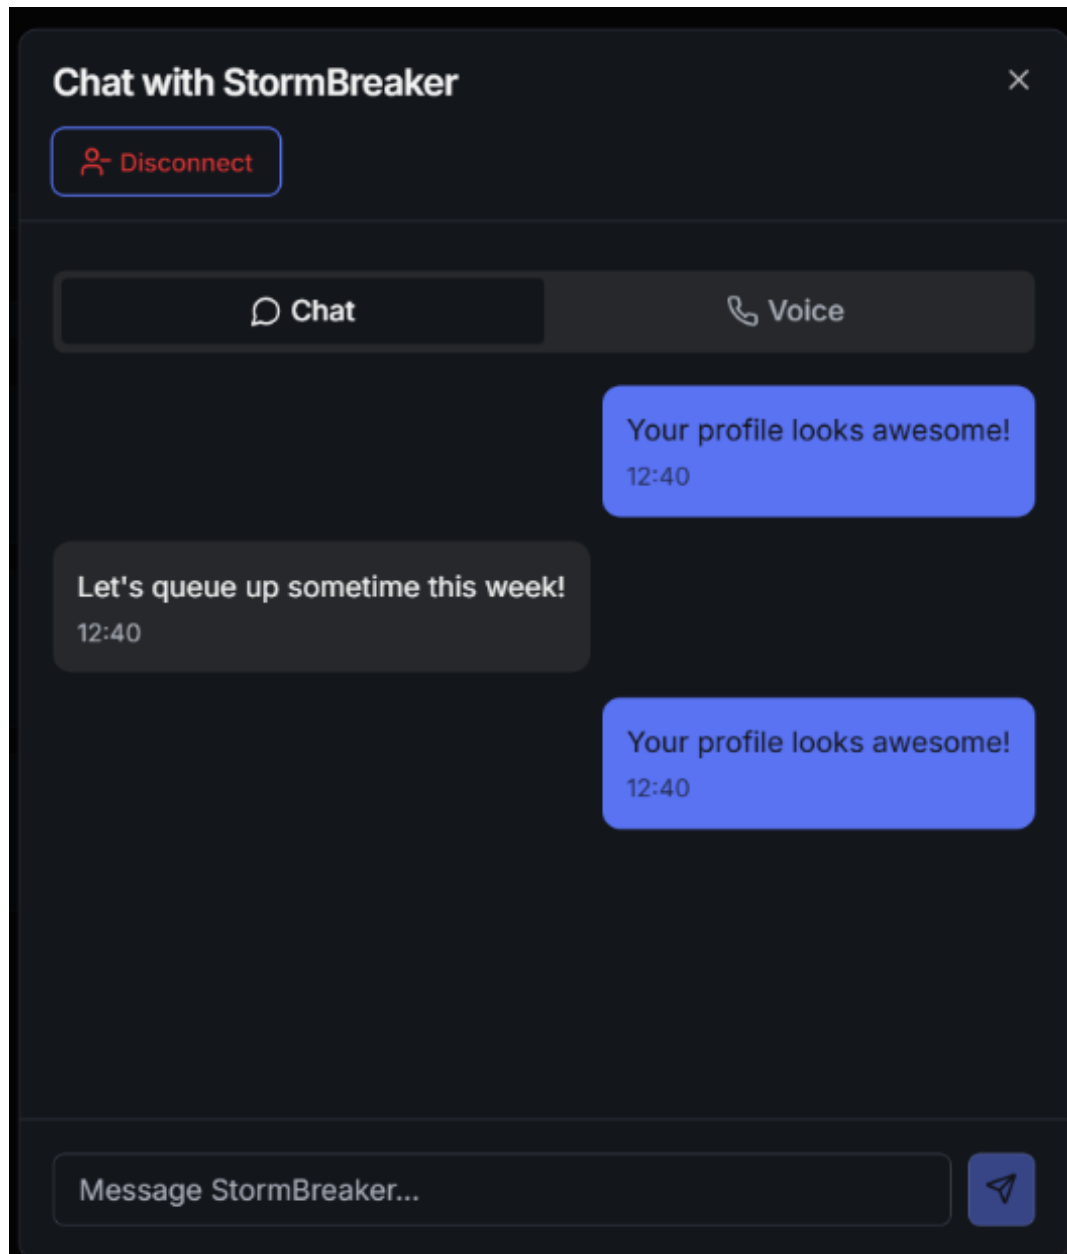 Chat with StormBreaker
Disconnect
Chat
Voice
Your profile looks awesome!
12:40
Let's queue up sometime this week!
12:40
Your profile looks awesome!
12:40
Message StormBreaker...